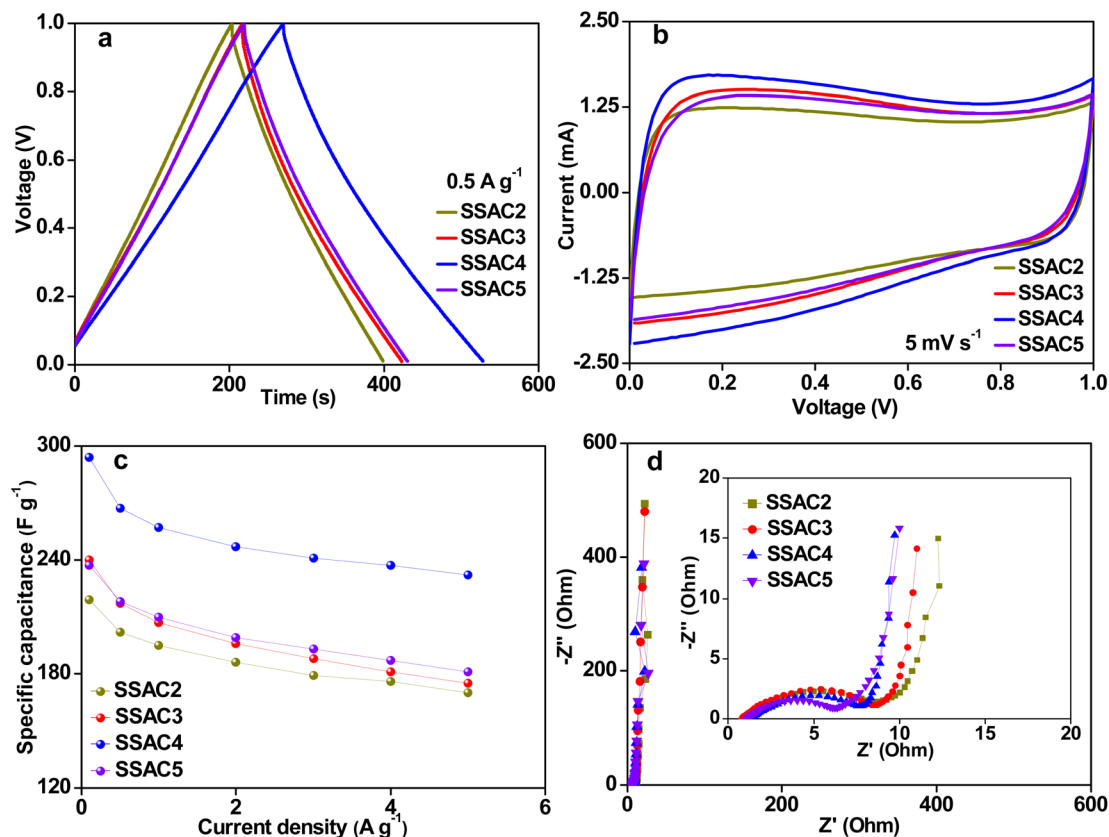 a
1.0
0.8
0.6
0.4
0.2
0.0
Voltage (V)
0.5 A g⁻¹
SSAC2
SSAC3
SSAC4
SSAC5
0
200
400
600
Time (s)
b
2.50
1.25
0.00
-1.25
-2.50
Current (mA)
SSAC2
SSAC3
SSAC4
SSAC5
5 mV s⁻¹
0.0
0.2
0.4
0.6
0.8
1.0
Voltage (V)
c
300
240
180
120
Specific capacitance (F g⁻¹)
SSAC2
SSAC3
SSAC4
SSAC5
0
2
4
6
Current density (A g⁻¹)
d
600
400
200
0
-Z'' (Ohm)
20
15
10
5
0
-Z'' (Ohm)
SSAC2
SSAC3
SSAC4
SSAC5
0
5
10
15
20
Z' (Ohm)
0
200
400
600
Z' (Ohm)